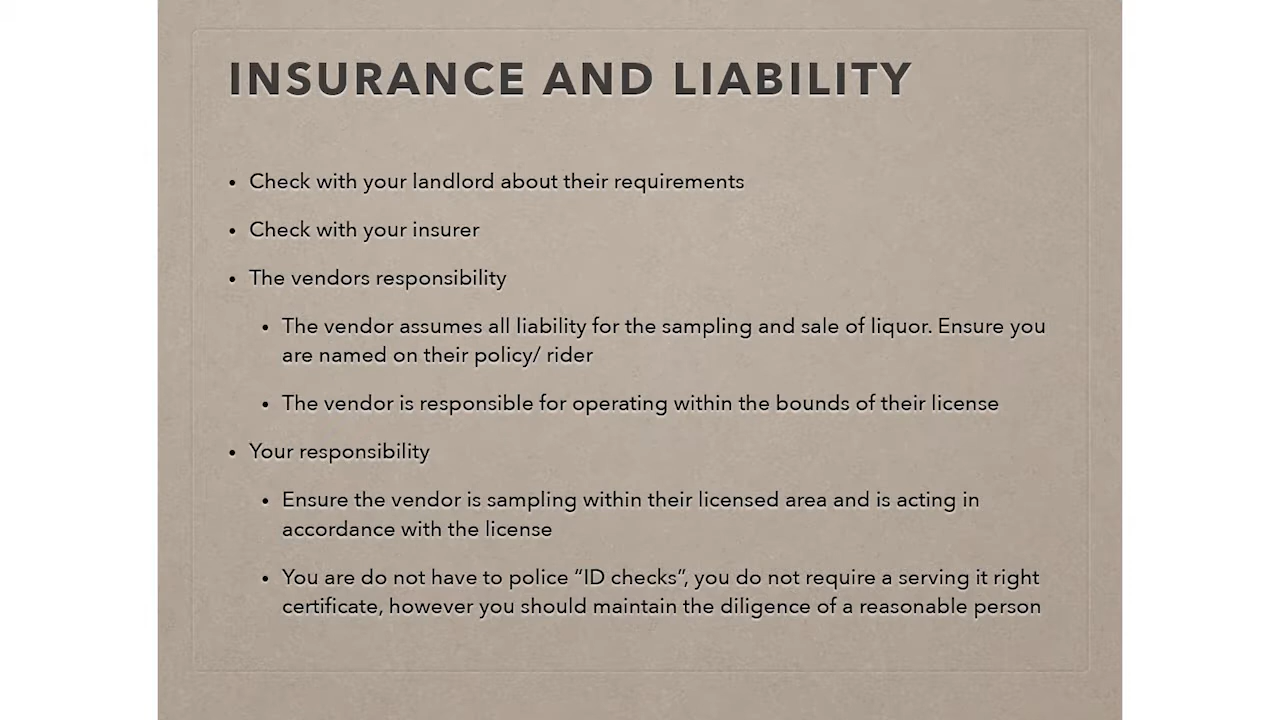 INSURANCE AND LIABILITY
• Check with your landlord about their requirements
• Check with your insurer
• The vendors responsibility
• The vendor assumes all liability for the sampling and sale of liquor. Ensure you
are named on their policy/ rider
• The vendor is responsible for operating within the bounds of their license
• Your responsibility
• Ensure the vendor is sampling within their licensed area and is acting in
accordance with the license
• You are do not have to police “ID checks”, you do not require a serving it right
certificate, however you should maintain the diligence of a reasonable person